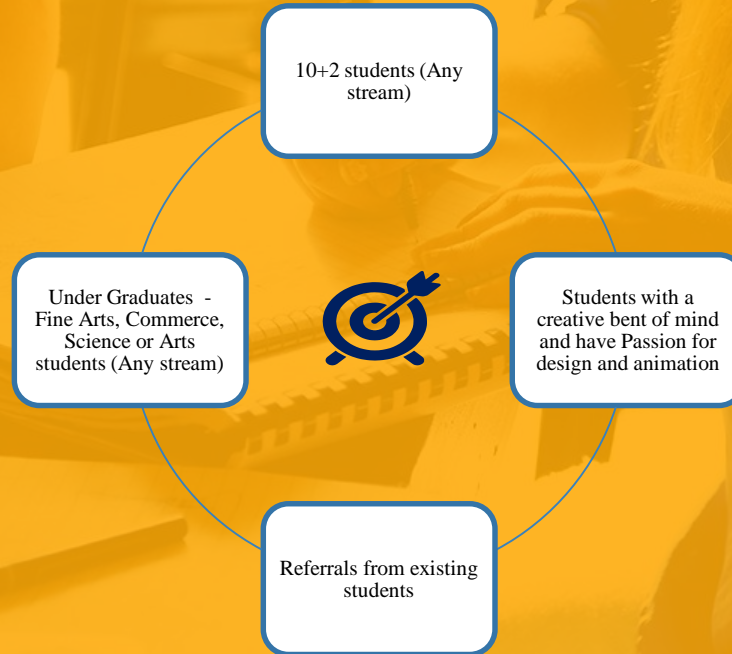 10+2 students (Any
stream)
Students with a
creative bent of mind
and have Passion for
design and animation
Referrals from existing
students
Under Graduates  -
Fine Arts, Commerce,
Science or Arts
students (Any stream)